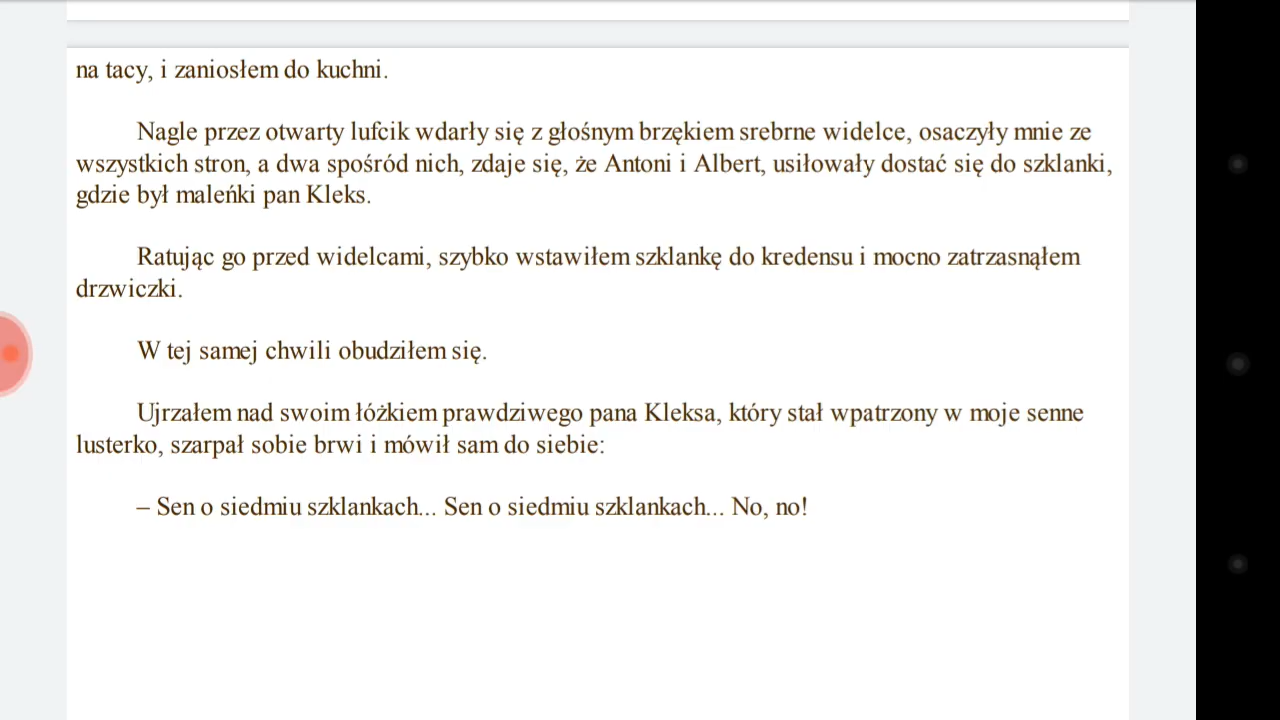 na tacy, i zaniosłem do kuchni.
Nagle przez otwarty lufcik wdarły się z głośnym brzękiem srebrne widelce, osaczyły mnie ze
wszystkich stron, a dwa spośród nich, zdaje się, że Antoni i Albert, usiłowały dostać się do szklanki,
gdzie był maleńki pan Kleks.
Ratując go przed widelcami, szybko wstawiłem szklankę do kredensu i mocno zatrzasnąłem
drzwiczki.
W tej samej chwili obudziłem się.
Ujrzałem nad swoim łóżkiem prawdziwego pana Kleksa, który stał wpatrzony w moje senne
lusterko, szarpał sobie brwi i mówił sam do siebie:
– Sen o siedmiu szklankach... Sen o siedmiu szklankach... No, no!